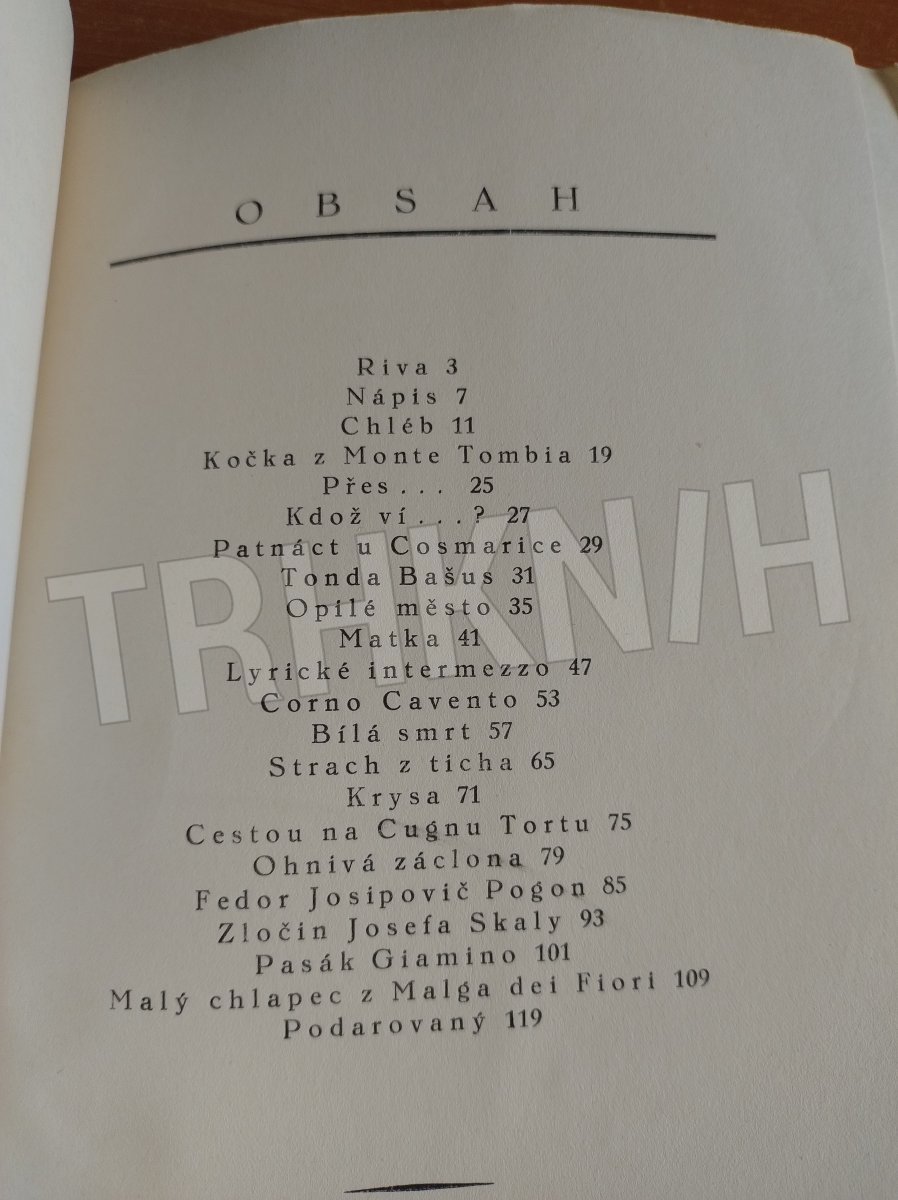 OBSAH
Riva 3
Nápis 7
Chléb 11
Kočka z Monte Tombia 19
Přes... 25
Kdož ví...? 27
Patnáct u Cosmarice 29
Tonda Bašus 31
Opilé město 35
Matka 41
Lyrické intermezzo 47
Corno Cavento 53
Bílá smrt 57
Strach z ticha 65
Krysa 71
Cestou na Cugnu Tortu 75
Ohnivá záclona 79
Fedor Josipovič Pogon 85
Zločin Josefa Skaly 93
Pasák Giamino 101
Malý chlapec z Malga dei Fiori 109
Podarovaný 119
TRHKNIH